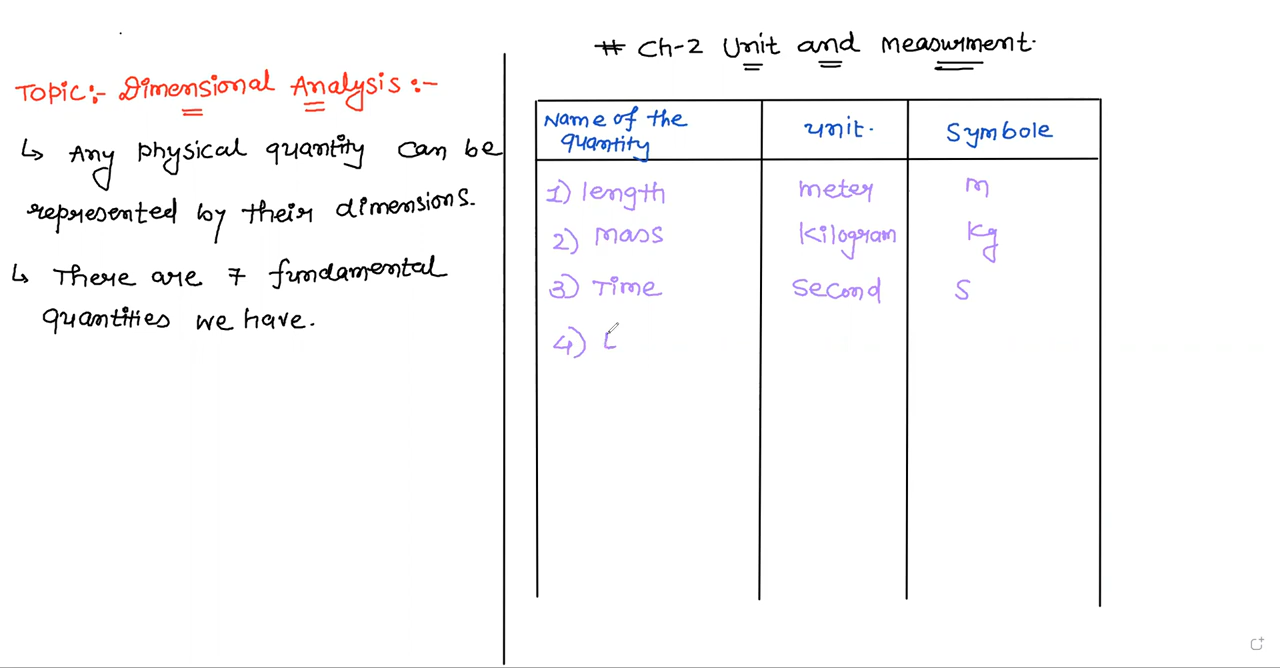 # Ch-2 Unit and Measurment.
Topic:- Dimensional Analysis :-
↳ Any physical quantity can be
represented by their dimensions.
↳ There are 7 fundamental
quantities we have.
Name of the quantity | unit. | Symbole
1) length | meter | m
2) Mass | Kilogram | Kg
3) Time | Second | S
4)